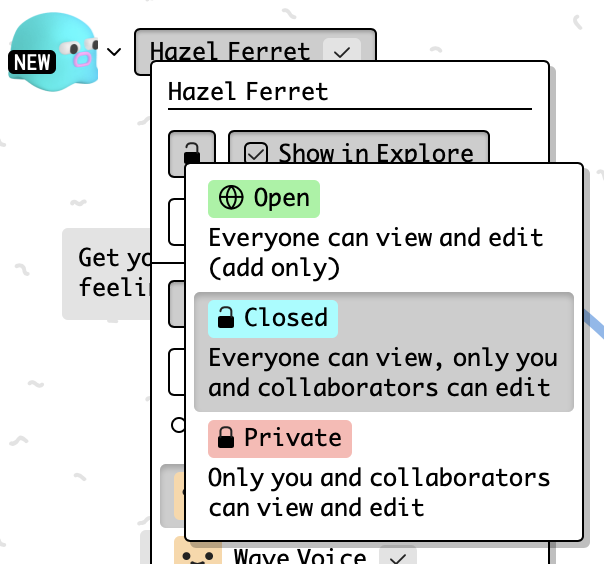 NEW
Hazel Ferret
Hazel Ferret
Show in Explore
Open
Everyone can view and edit
(add only)
Get yo
feelin
Closed
Everyone can view, only you
and collaborators can edit
Private
Only you and collaborators
can view and edit
Wave Voice